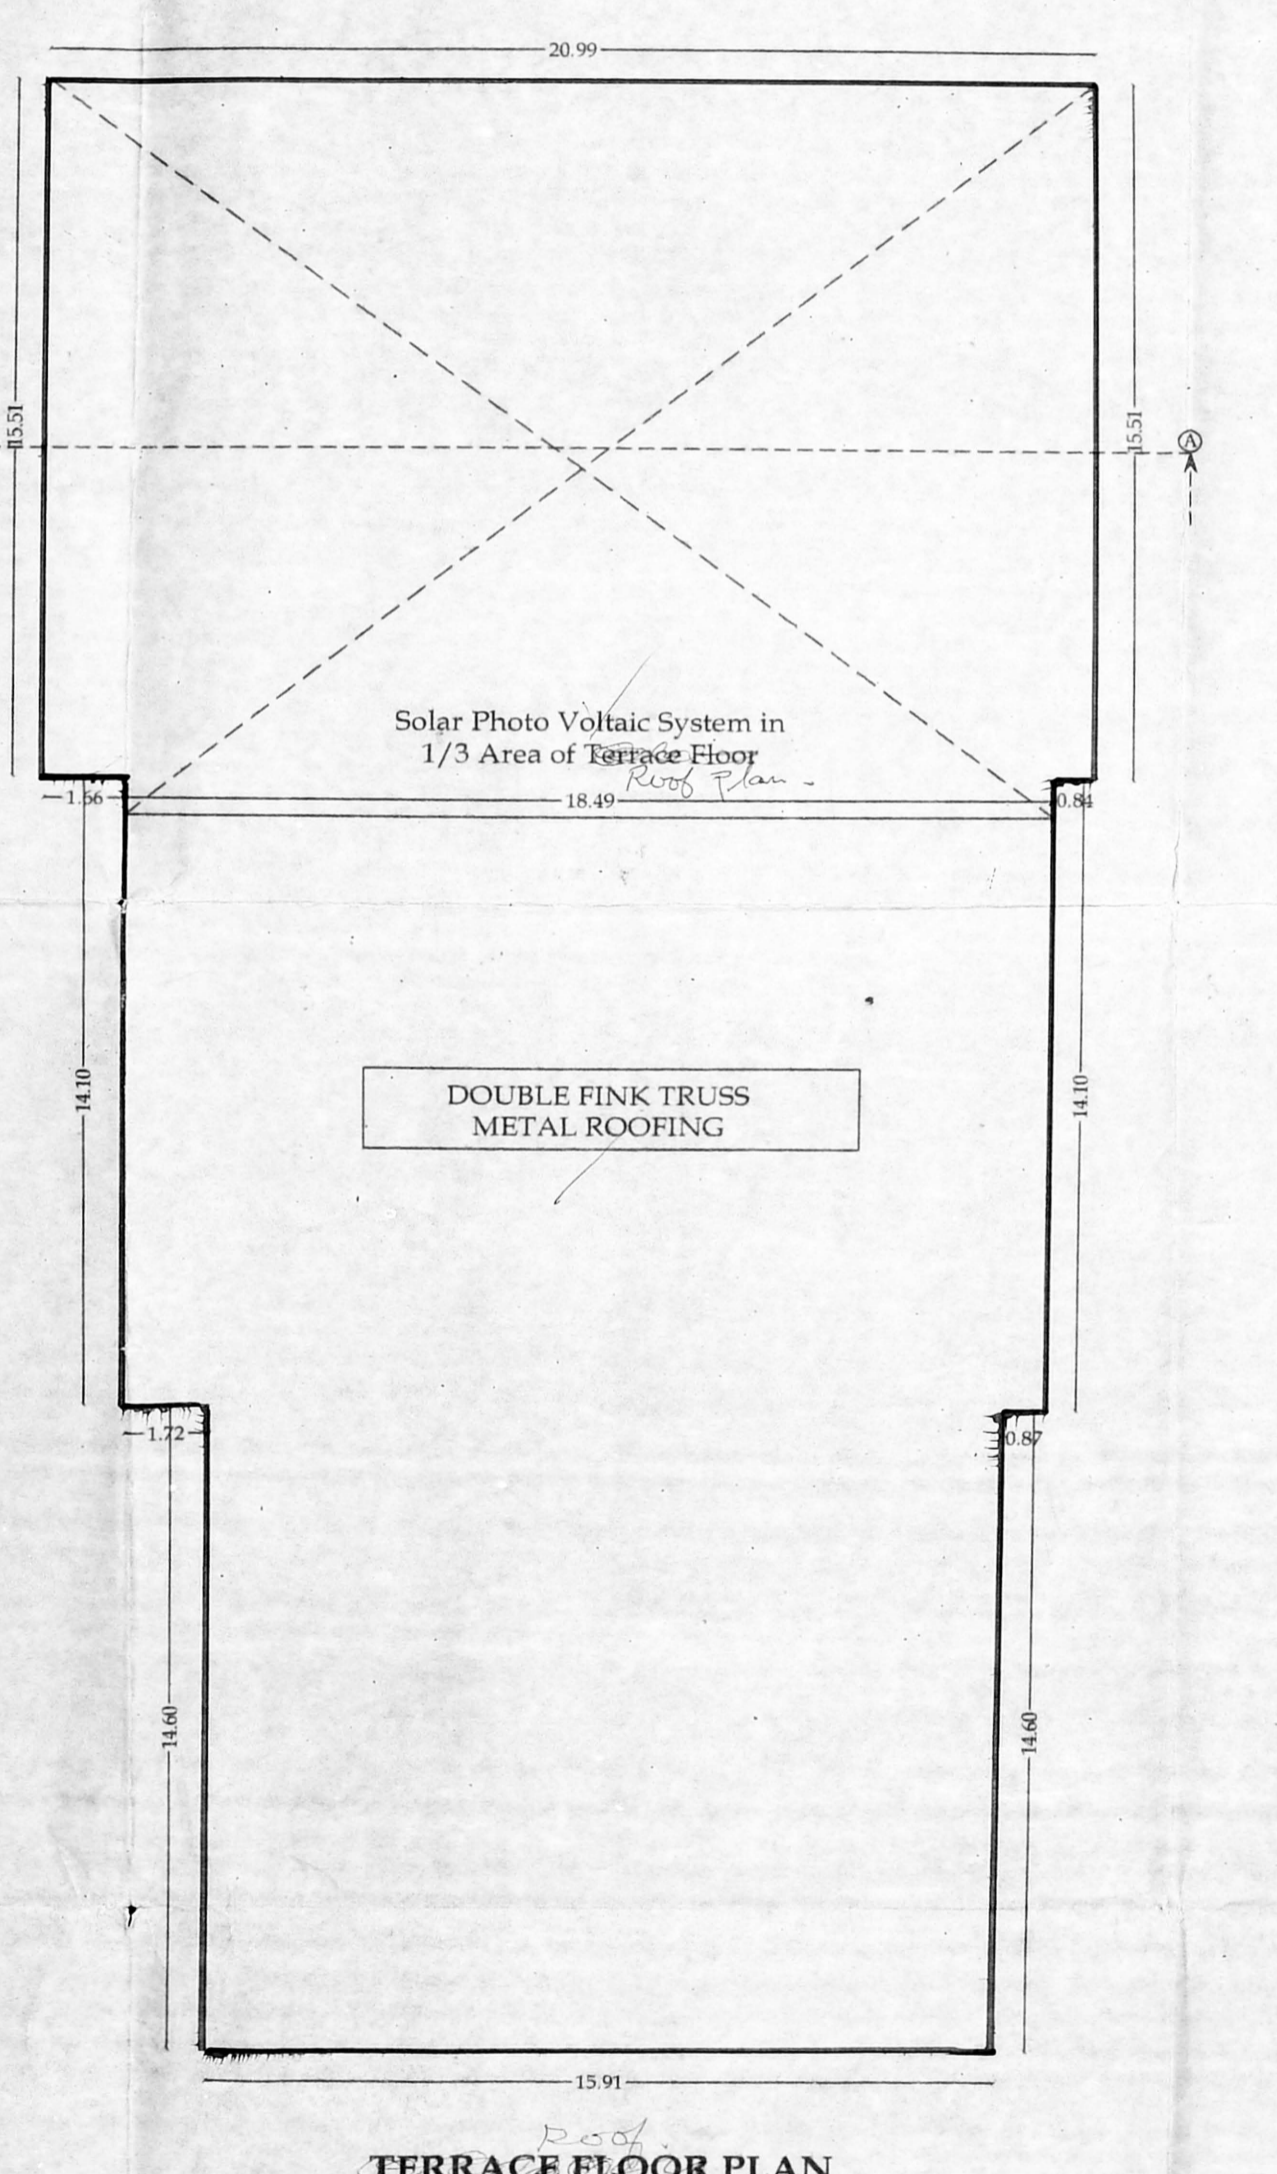 20.99
15.51
15.51
A
Solar Photo Voltaic System in
1/3 Area of Terrace Floor
Roof Plan -
1.66
18.49
0.84
14.10
DOUBLE FINK TRUSS
METAL ROOFING
14.10
1.72
0.87
14.60
14.60
15.91
Roof
TERRACE FLOOR PLAN